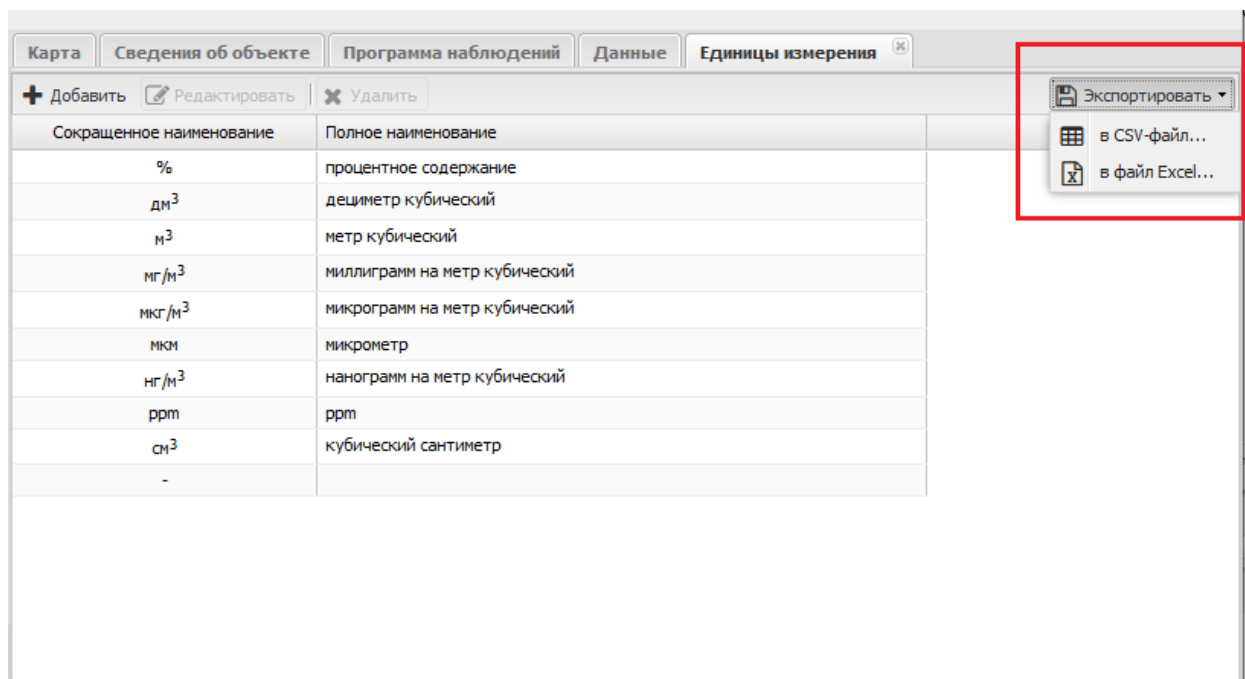 Карта Сведения об объекте Программа наблюдений Данные Единицы измерения
Добавить Редактировать Удалить Экспортировать
Сокращенное наименование Полное наименование
в CSV-файл...
% процентное содержание
в файл Excel...
дм³ дециметр кубический
м³ метр кубический
мг/м³ миллиграмм на метр кубический
мкг/м³ микрограмм на метр кубический
мкм микрометр
нг/м³ нанограмм на метр кубический
ppm ppm
см³ кубический сантиметр
-